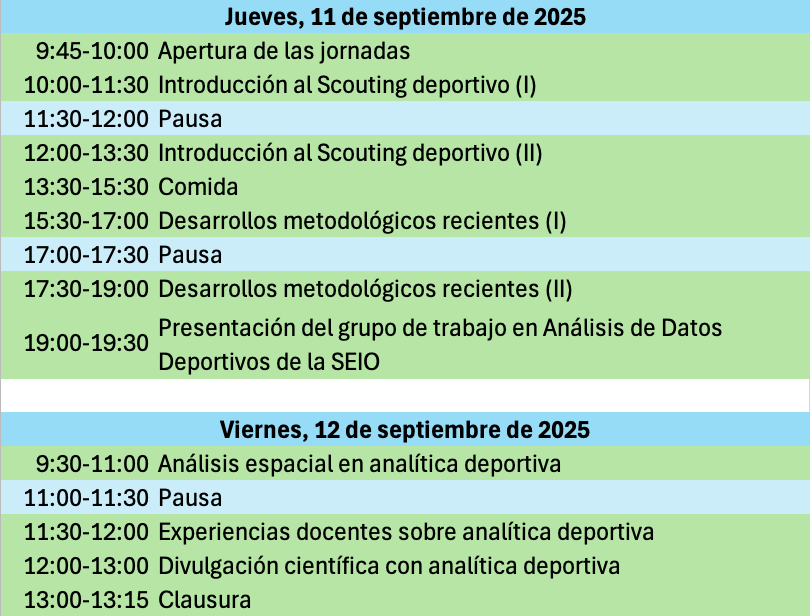 Jueves, 11 de septiembre de 2025
9:45-10:00 Apertura de las jornadas
10:00-11:30 Introducción al Scouting deportivo (I)
11:30-12:00 Pausa
12:00-13:30 Introducción al Scouting deportivo (II)
13:30-15:30 Comida
15:30-17:00 Desarrollos metodológicos recientes (I)
17:00-17:30 Pausa
17:30-19:00 Desarrollos metodológicos recientes (II)
19:00-19:30 Presentación del grupo de trabajo en Análisis de Datos
Deportivos de la SEIO
Viernes, 12 de septiembre de 2025
9:30-11:00 Análisis espacial en analítica deportiva
11:00-11:30 Pausa
11:30-12:00 Experiencias docentes sobre analítica deportiva
12:00-13:00 Divulgación científica con analítica deportiva
13:00-13:15 Clausura